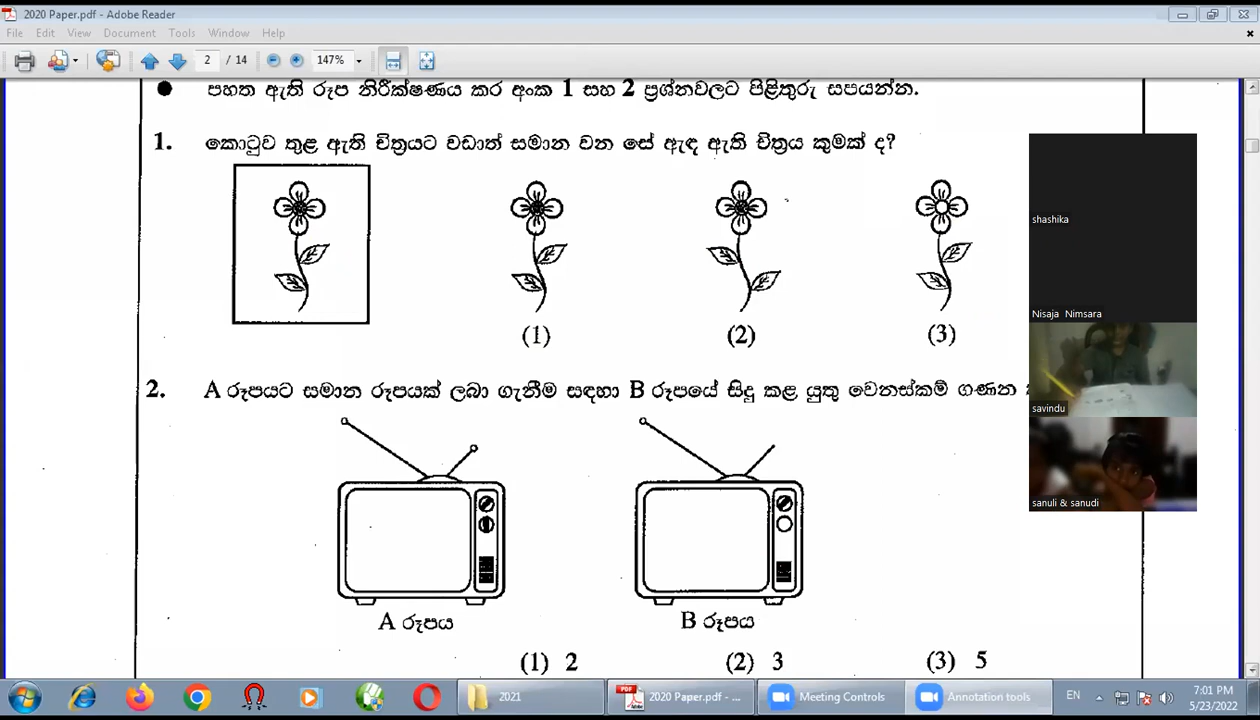 2020 Paper.pdf - Adobe Reader
File Edit View Document Tools Window Help
2 / 14 147%
පහත ඇති රූප නිරීක්ෂණය කර අංක 1 සහ 2 ප්‍රශ්නවලට පිළිතුරු සපයන්න.
1. කොටුව තුළ ඇති චිත්‍රයට වඩාත් සමාන වන සේ ඇඳ ඇති චිත්‍රය කුමක් ද?
(1) (2) (3)
shashika
Nisaja Nimsara
2. A රූපයට සමාන රූපයක් ලබා ගැනීම සඳහා B රූපයේ සිදු කළ යුතු වෙනස්කම් ගණන
savindu
sanuli & sanudi
A රූපය B රූපය
(1) 2 (2) 3 (3) 5
2021 2020 Paper.pdf - ... Meeting Controls Annotation tools EN 7:01 PM
5/23/2022